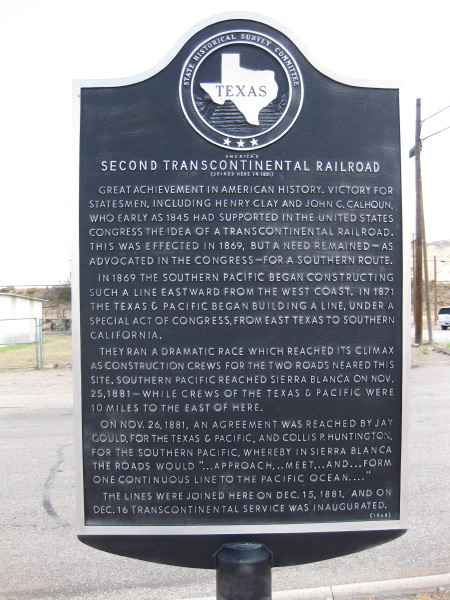 STATE HISTORICAL SURVEY COMMITTEE
TEXAS
AMERICA'S
SECOND TRANSCONTINENTAL RAILROAD
(JOINED HERE IN 1881)
GREAT ACHIEVEMENT IN AMERICAN HISTORY. VICTORY FOR
STATESMEN, INCLUDING HENRY CLAY AND JOHN C. CALHOUN,
WHO EARLY AS 1845 HAD SUPPORTED IN THE UNITED STATES
CONGRESS THE IDEA OF A TRANSCONTINENTAL RAILROAD.
THIS WAS EFFECTED IN 1869, BUT A NEED REMAINED—AS
ADVOCATED IN THE CONGRESS—FOR A SOUTHERN ROUTE.
IN 1869 THE SOUTHERN PACIFIC BEGAN CONSTRUCTING
SUCH A LINE EASTWARD FROM THE WEST COAST. IN 1871
THE TEXAS & PACIFIC BEGAN BUILDING A LINE, UNDER A
SPECIAL ACT OF CONGRESS, FROM EAST TEXAS TO SOUTHERN
CALIFORNIA.
THEY RAN A DRAMATIC RACE WHICH REACHED ITS CLIMAX
AS CONSTRUCTION CREWS FOR THE TWO ROADS NEARED THIS
SITE. SOUTHERN PACIFIC REACHED SIERRA BLANCA ON NOV.
25, 1881—WHILE CREWS OF THE TEXAS & PACIFIC WERE
10 MILES TO THE EAST OF HERE.
ON NOV. 26, 1881, AN AGREEMENT WAS REACHED BY JAY
GOULD, FOR THE TEXAS & PACIFIC, AND COLLIS P. HUNTINGTON,
FOR THE SOUTHERN PACIFIC, WHEREBY IN SIERRA BLANCA
THE ROADS WOULD "...APPROACH,...MEET,...AND...FORM
ONE CONTINUOUS LINE TO THE PACIFIC OCEAN...."
THE LINES WERE JOINED HERE ON DEC. 15, 1881, AND ON
DEC. 16 TRANSCONTINENTAL SERVICE WAS INAUGURATED.
(1968)